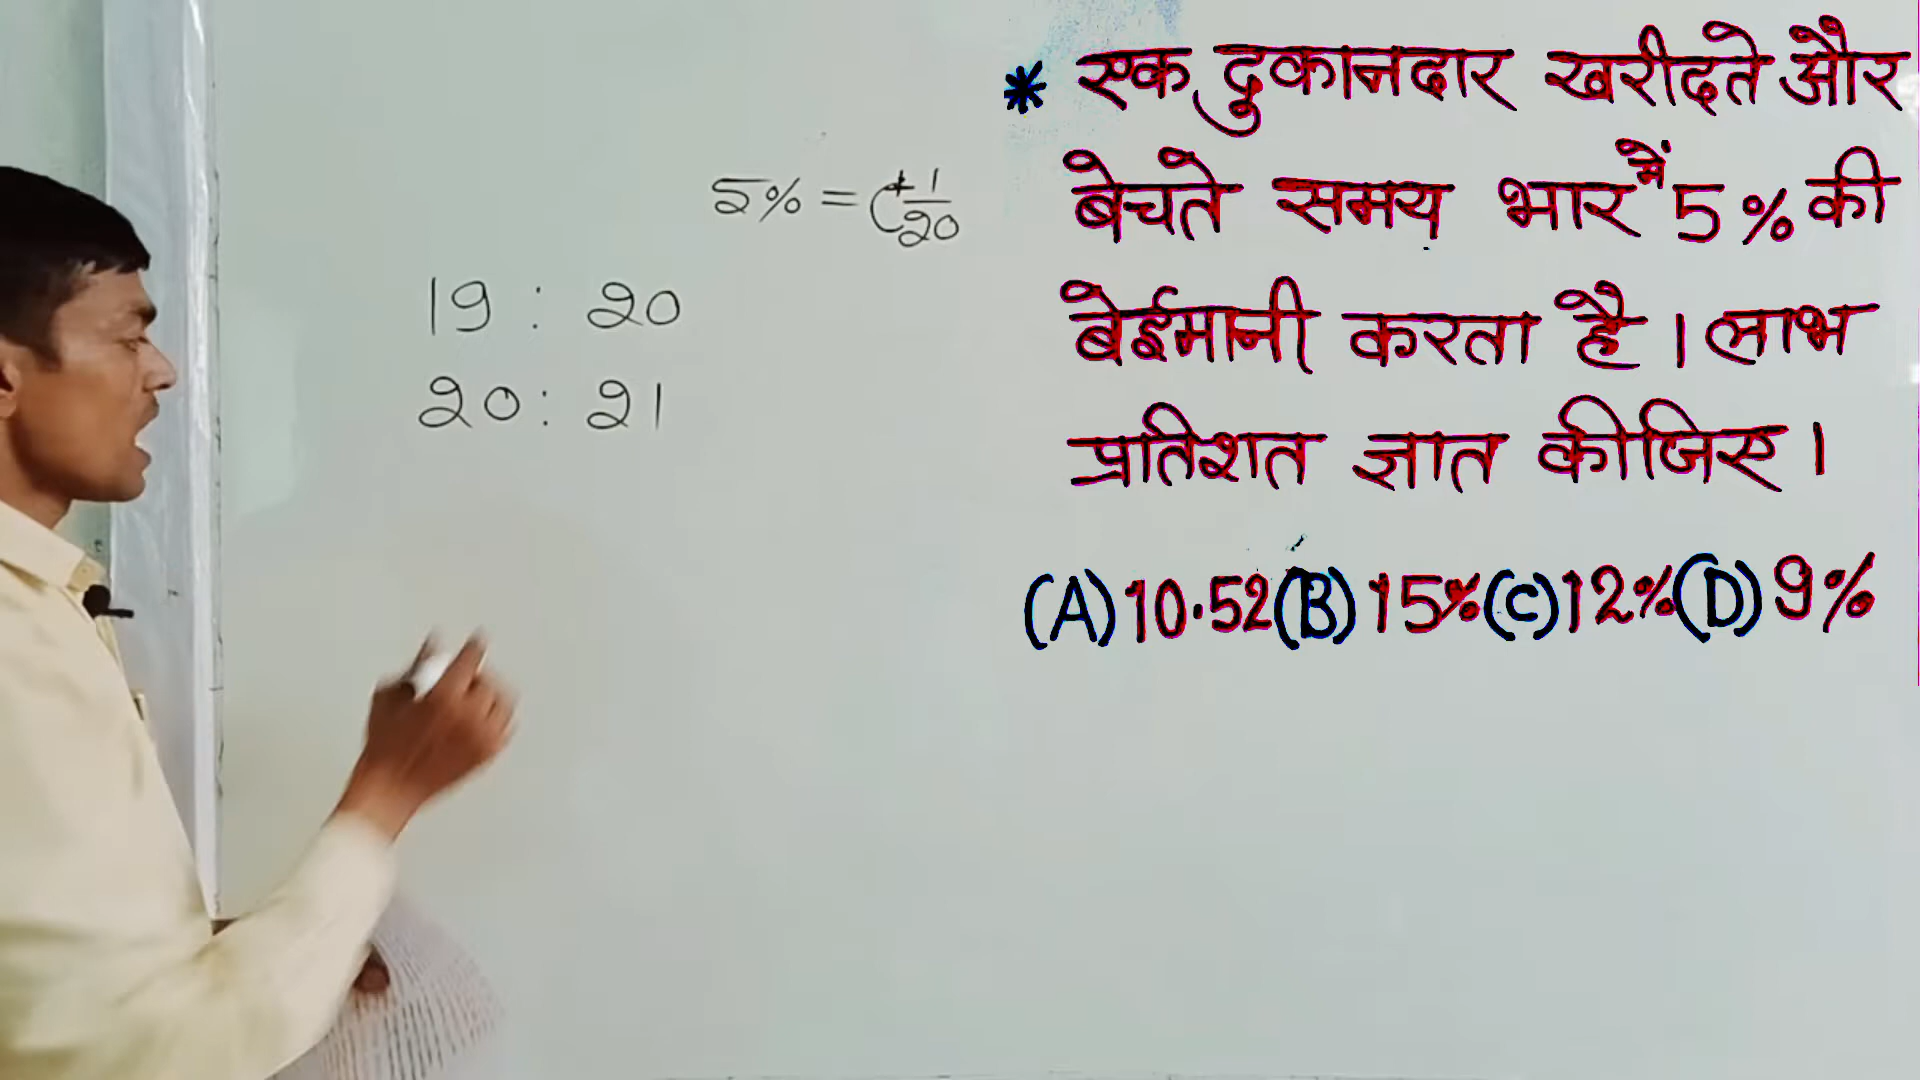 5% = (+1/20
19 : 20
20 : 21
* एक दुकानदार खरीदते और
बेचते समय भार में 5% की
बेईमानी करता है। लाभ
प्रतिशत ज्ञात कीजिए।
(A) 10.52 (B) 15% (C) 12% (D) 9%